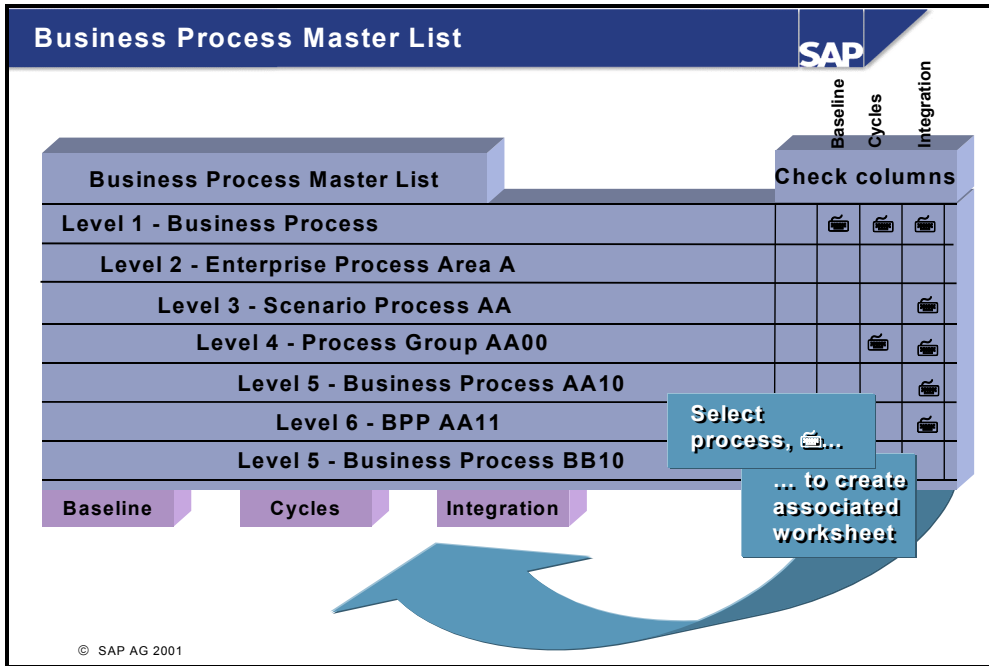 Business Process Master List
SAP
Baseline
Cycles
Integration
Business Process Master List
Check columns
Level 1 - Business Process
Level 2 - Enterprise Process Area A
Level 3 - Scenario Process AA
Level 4 - Process Group AA00
Level 5 - Business Process AA10
Level 6 - BPP AA11
Level 5 - Business Process BB10
Select
process, ...
... to create
associated
worksheet
Baseline
Cycles
Integration
© SAP AG 2001